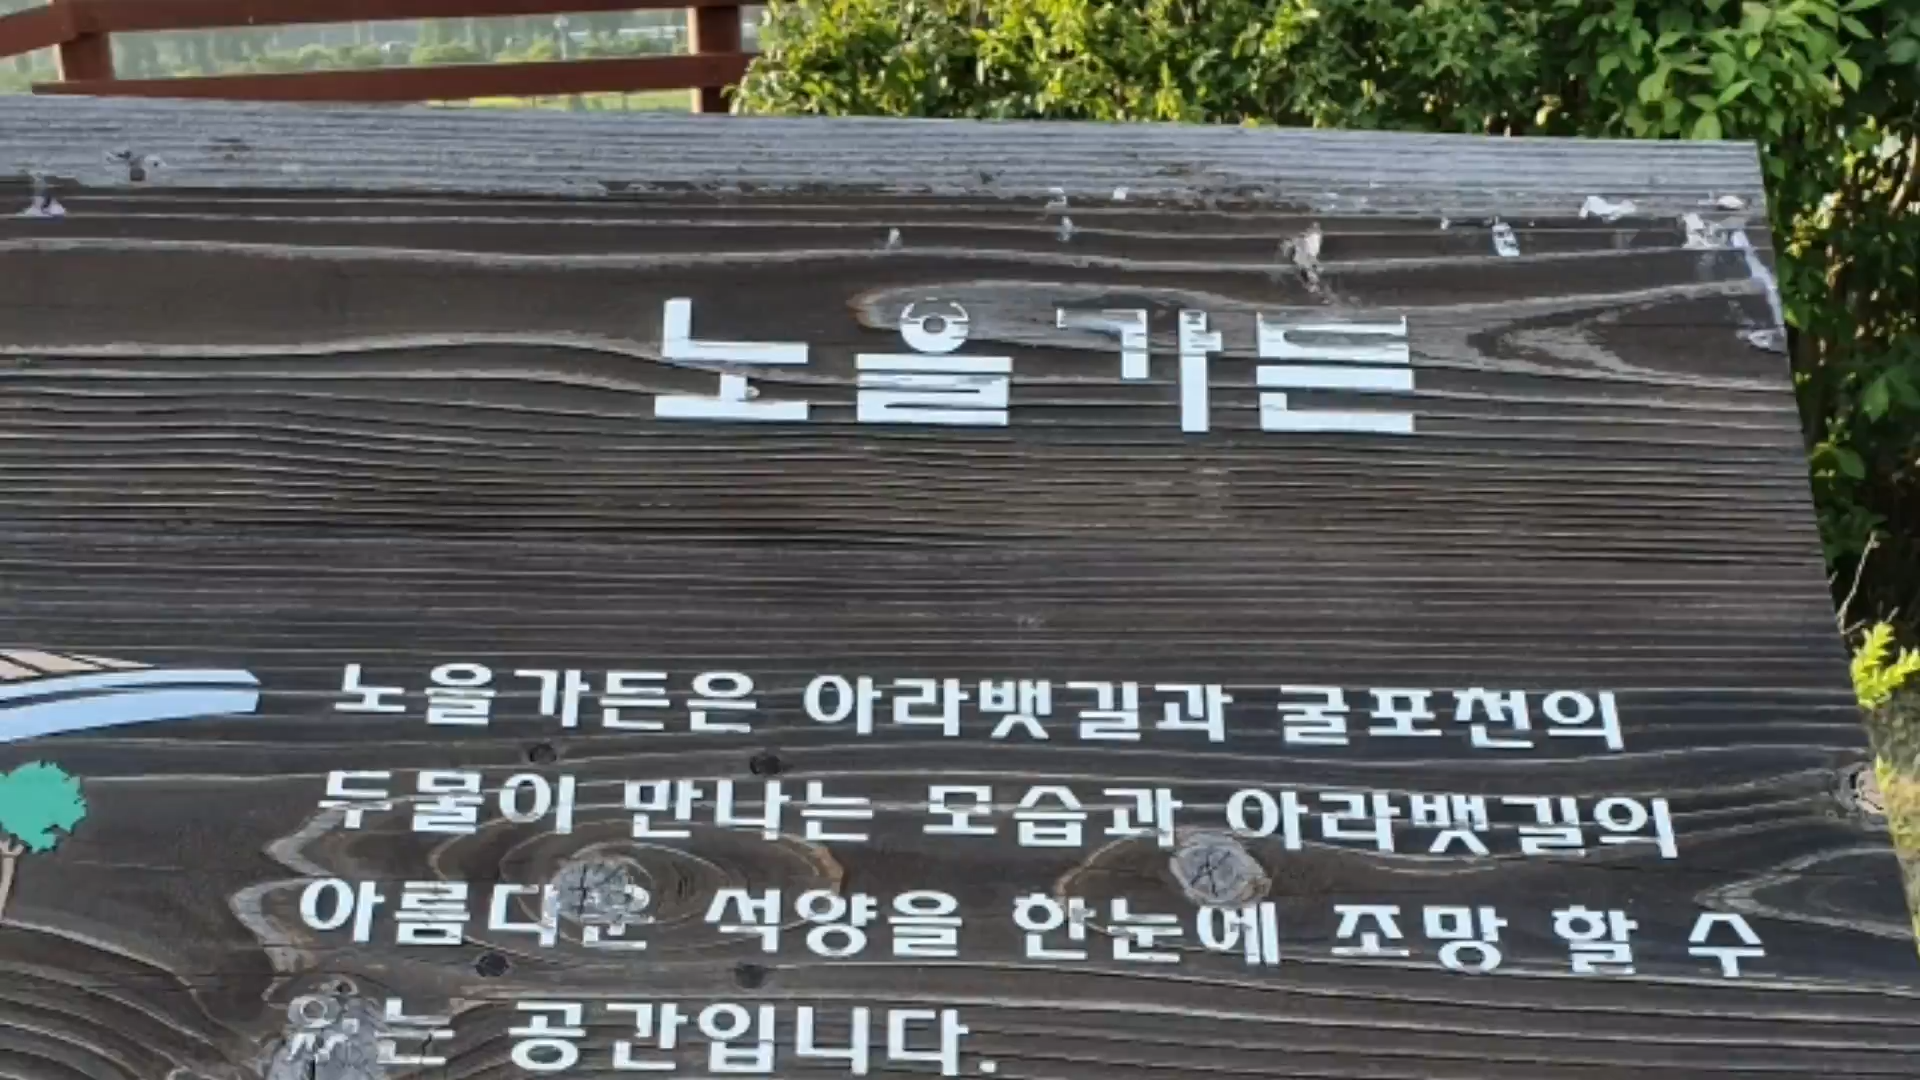 노을가든
노을가든은 아라뱃길과 굴포천의
두물이 만나는 모습과 아라뱃길의
아름다운 석양을 한눈에 조망 할 수
있는 공간입니다.